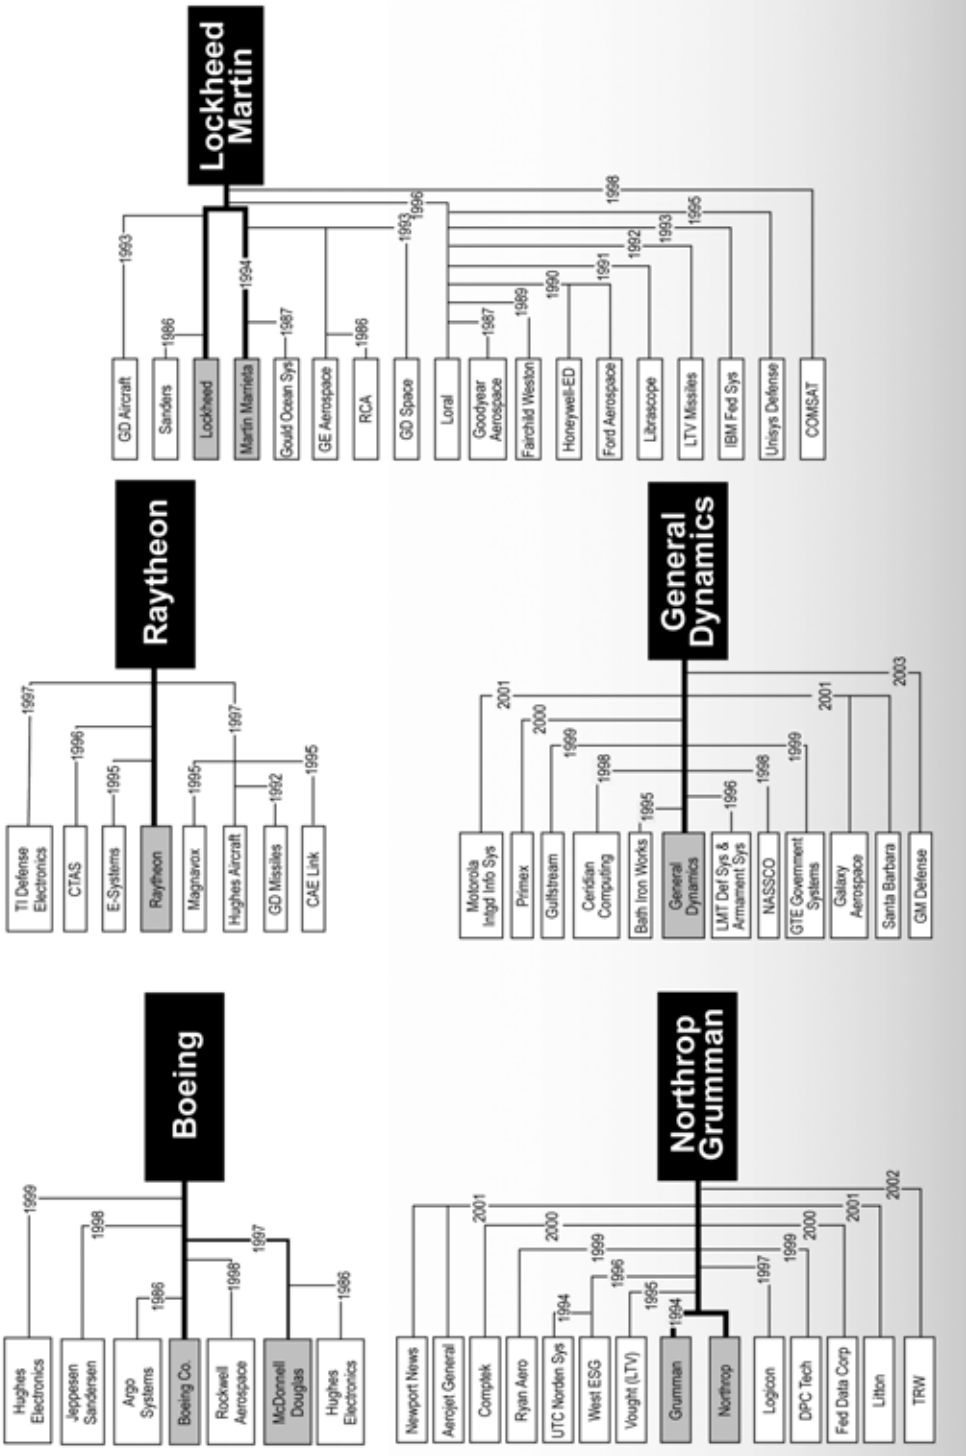 Hughes
Electronics
1999
Jeppesen
Sandersen
1998
Argo
Systems
1986
Boeing Co.
Boeing
Rockwell
Aerospace
1998
McDonnell
Douglas
1997
Hughes
Electronics
1986
TI Defense
Electronics
1997
CTAS
1996
E-Systems
1995
Raytheon
Raytheon
Magnavox
1995
Hughes Aircraft
1997
GD Missiles
1992
CAE Link
1995
GD Aircraft
1993
Sanders
1986
Lockheed
Lockheed
Martin
Martin Marrieta
1994
Gould Ocean Sys
1987
GE Aerospace
RCA
1986
GD Space
1993
Loral
1996
Goodyear
Aerospace
1987
Fairchild Weston
1989
Honeywell-ED
1990
Ford Aerospace
Librascope
1991
LTV Missiles
1992
IBM Fed Sys
1993
Unisys Defense
1995
COMSAT
1998
Newport News
Aerojet General
2001
Comptek
2000
Ryan Aero
1999
UTC Norden Sys
1994
West ESG
1996
Vought (LTV)
1995
Grumman
1994
Northrop
Grumman
Northrop
Logicon
1997
DPC Tech
1999
Fed Data Corp
2000
Litton
2001
TRW
2002
Motorola
Intgd Info Sys
2001
Primex
2000
Gulfstream
1999
Ceridian
Computing
1998
Bath Iron Works
1995
General
Dynamics
General
Dynamics
LMT Def Sys &
Armament Sys
1996
NASSCO
1998
GTE Government
Systems
1999
Galaxy
Aerospace
2001
Santa Barbara
GM Defense
2003